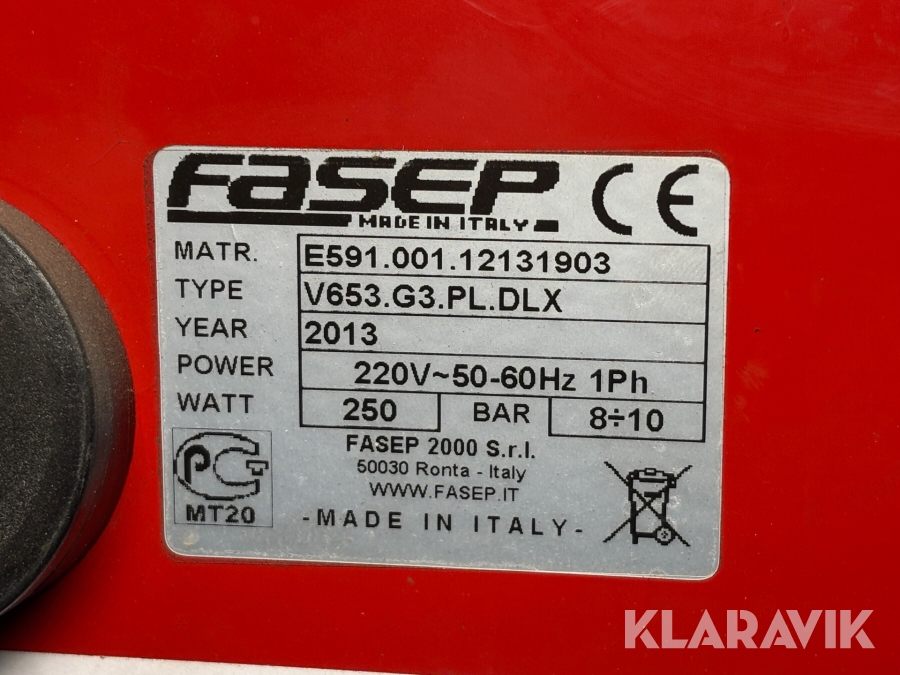 FASEP CE
MADE IN ITALY
MATR. E591.001.12131903
TYPE V653.G3.PL.DLX
YEAR 2013
POWER 220V~50-60Hz 1Ph
WATT 250 BAR 8÷10
FASEP 2000 S.r.l.
50030 Ronta - Italy
WWW.FASEP.IT
-MADE IN ITALY-
PG
MT20
KLARAVIK